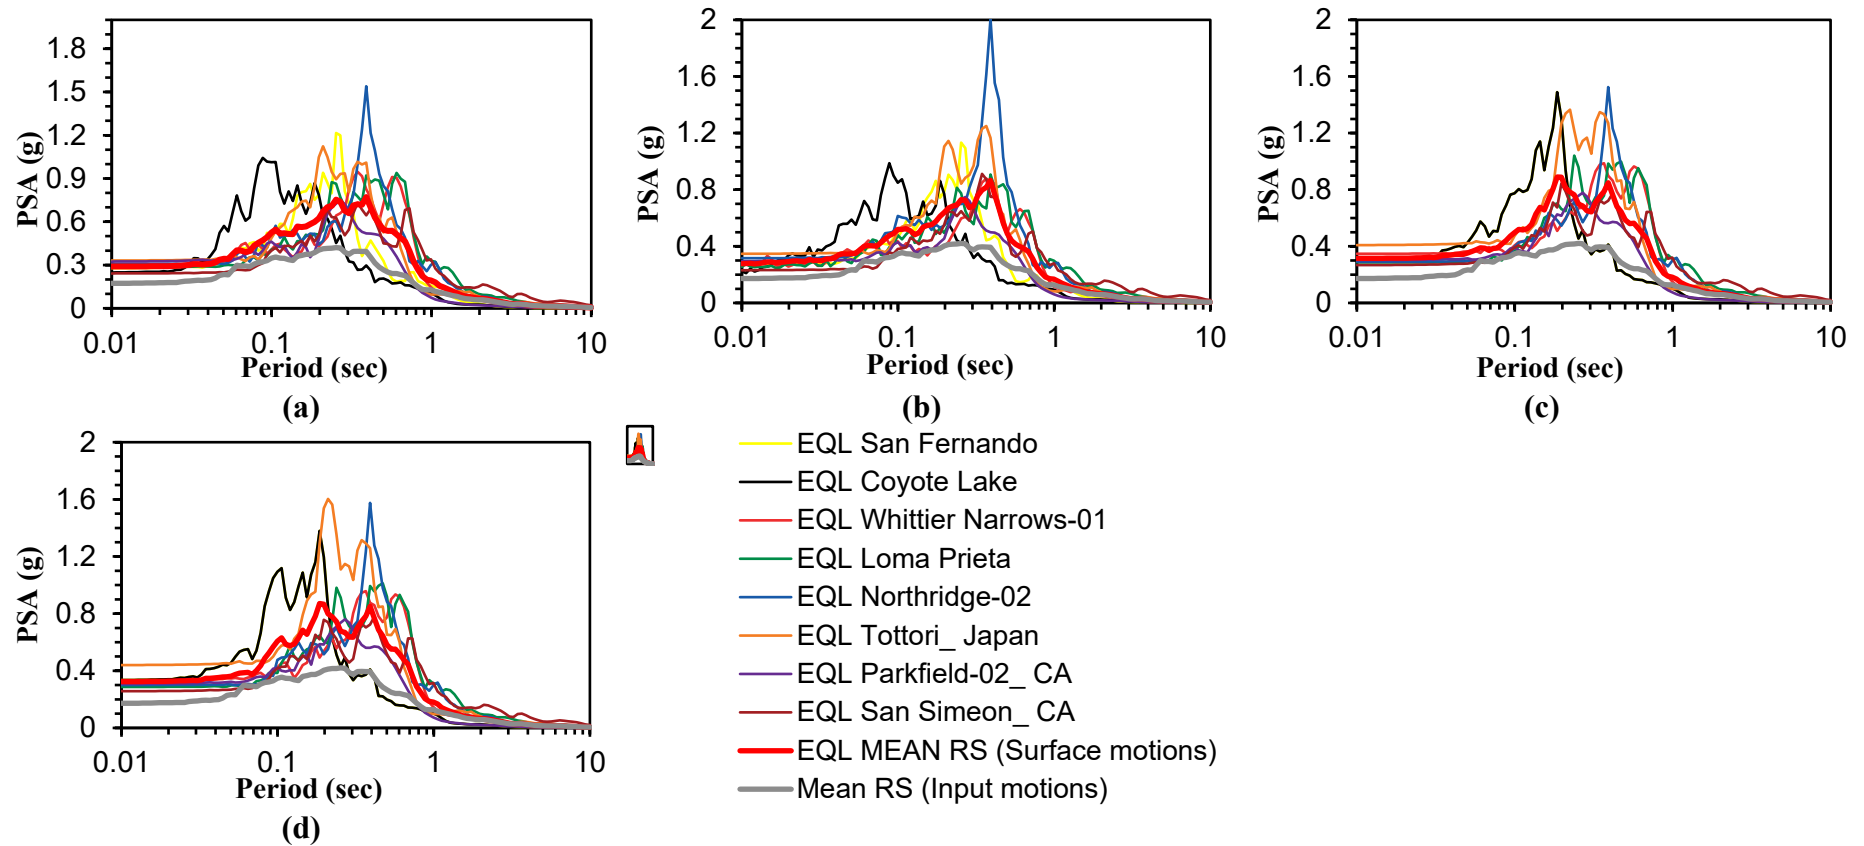 1.8
1.5
1.2
0.9
0.6
0.3
0
PSA (g)
0.01 0.1 1 10
Period (sec)
(a)
2
1.6
1.2
0.8
0.4
0
PSA (g)
0.01 0.1 1 10
Period (sec)
(b)
2
1.6
1.2
0.8
0.4
0
PSA (g)
0.01 0.1 1 10
Period (sec)
(c)
2
1.6
1.2
0.8
0.4
0
PSA (g)
0.01 0.1 1 10
Period (sec)
(d)
EQL San Fernando
EQL Coyote Lake
EQL Whittier Narrows-01
EQL Loma Prieta
EQL Northridge-02
EQL Tottori_ Japan
EQL Parkfield-02_ CA
EQL San Simeon_ CA
EQL MEAN RS (Surface motions)
Mean RS (Input motions)